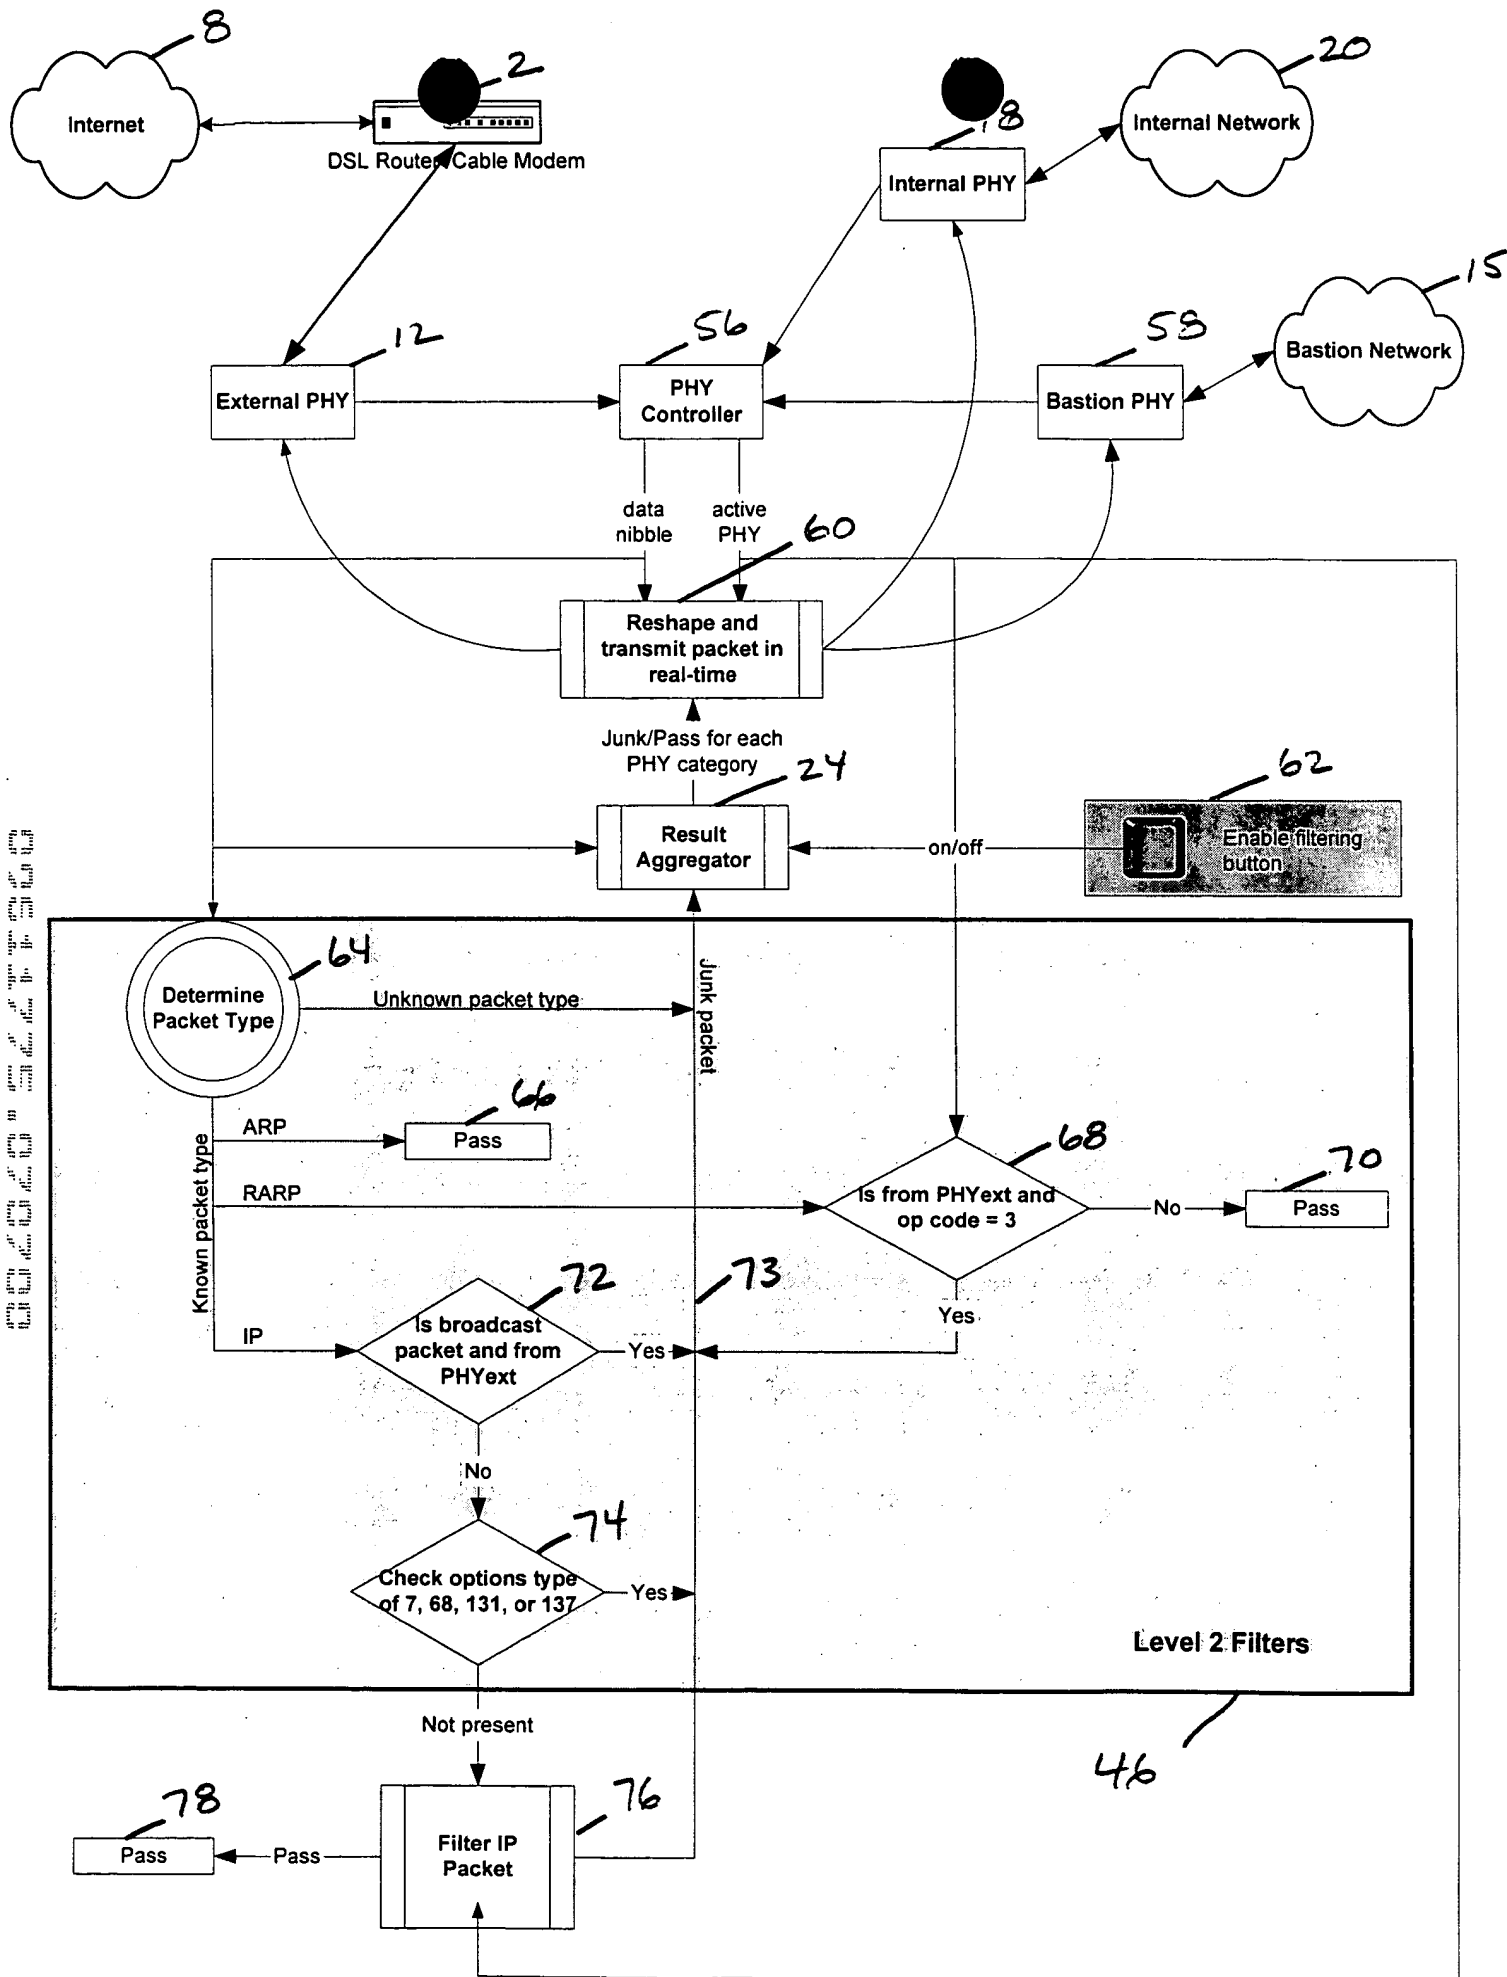 8
2
20
Internet
Internal Network
18
DSL Router/Cable Modem
Internal PHY
15
12
56
58
Bastion Network
External PHY
PHY
Controller
Bastion PHY
data
nibble
active
PHY
60
Reshape and
transmit packet in
real-time
Junk/Pass for each
PHY category
24
62
Result
Aggregator
on/off
Enable filtering
button
64
Determine
Packet Type
Unknown packet type
Junk packet
66
ARP
Pass
68
70
Known packet type
RARP
Is from PHYext and
op code = 3
No
Pass
72
73
Yes
IP
Is broadcast
packet and from
PHYext
Yes
No
74
Check options type
of 7, 68, 131, or 137
Yes
Level 2 Filters
Not present
46
78
76
Pass
Pass
Filter IP
Packet